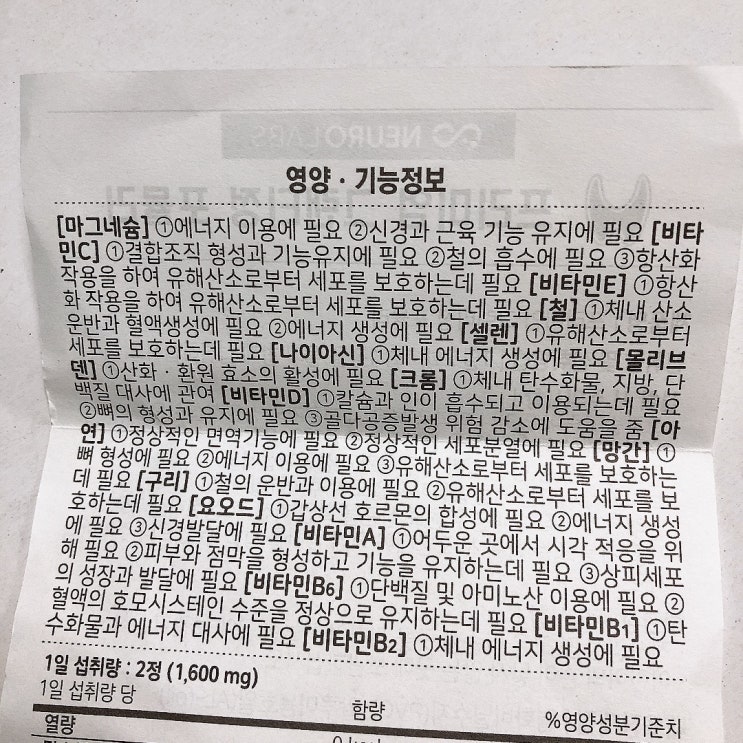 영양 · 기능정보
[마그네슘] ①에너지 이용에 필요 ②신경과 근육 기능 유지에 필요 [비타
민C] ①결합조직 형성과 기능유지에 필요 ②철의 흡수에 필요 ③항산화
작용을 하여 유해산소로부터 세포를 보호하는데 필요 [비타민E] ①항산
화 작용을 하여 유해산소로부터 세포를 보호하는데 필요 [철] ①체내 산소
운반과 혈액생성에 필요 ②에너지 생성에 필요 [셀렌] ①유해산소로부터
세포를 보호하는데 필요 [나이아신] ①체내 에너지 생성에 필요 [몰리브
덴] ①산화 · 환원 효소의 활성에 필요 [크롬] ①체내 탄수화물, 지방, 단
백질 대사에 관여 [비타민D] ①칼슘과 인이 흡수되고 이용되는데 필요
②뼈의 형성과 유지에 필요 ③골다공증발생 위험 감소에 도움을 줌 [아
연] ①정상적인 면역기능에 필요 ②정상적인 세포분열에 필요 [망간] ①
뼈 형성에 필요 ②에너지 이용에 필요 ③유해산소로부터 세포를 보호하는
데 필요 [구리] ①철의 운반과 이용에 필요 ②유해산소로부터 세포를 보
호하는데 필요 [요오드] ①갑상선 호르몬의 합성에 필요 ②에너지 생성
에 필요 ③신경발달에 필요 [비타민A] ①어두운 곳에서 시각 적응을 위
해 필요 ②피부와 점막을 형성하고 기능을 유지하는데 필요 ③상피세포
의 성장과 발달에 필요 [비타민B6] ①단백질 및 아미노산 이용에 필요 ②
혈액의 호모시스테인 수준을 정상으로 유지하는데 필요 [비타민B1] ①탄
수화물과 에너지 대사에 필요 [비타민B2] ①체내 에너지 생성에 필요
1일 섭취량 : 2정 (1,600 mg)
1일 섭취량 당 함량 %영양성분기준치
열량